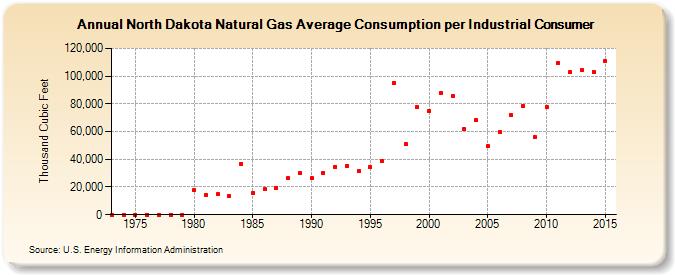 Annual North Dakota Natural Gas Average Consumption per Industrial Consumer
Thousand Cubic Feet
120,000
100,000
80,000
60,000
40,000
20,000
0
1975 1980 1985 1990 1995 2000 2005 2010 2015
Source: U.S. Energy Information Administration